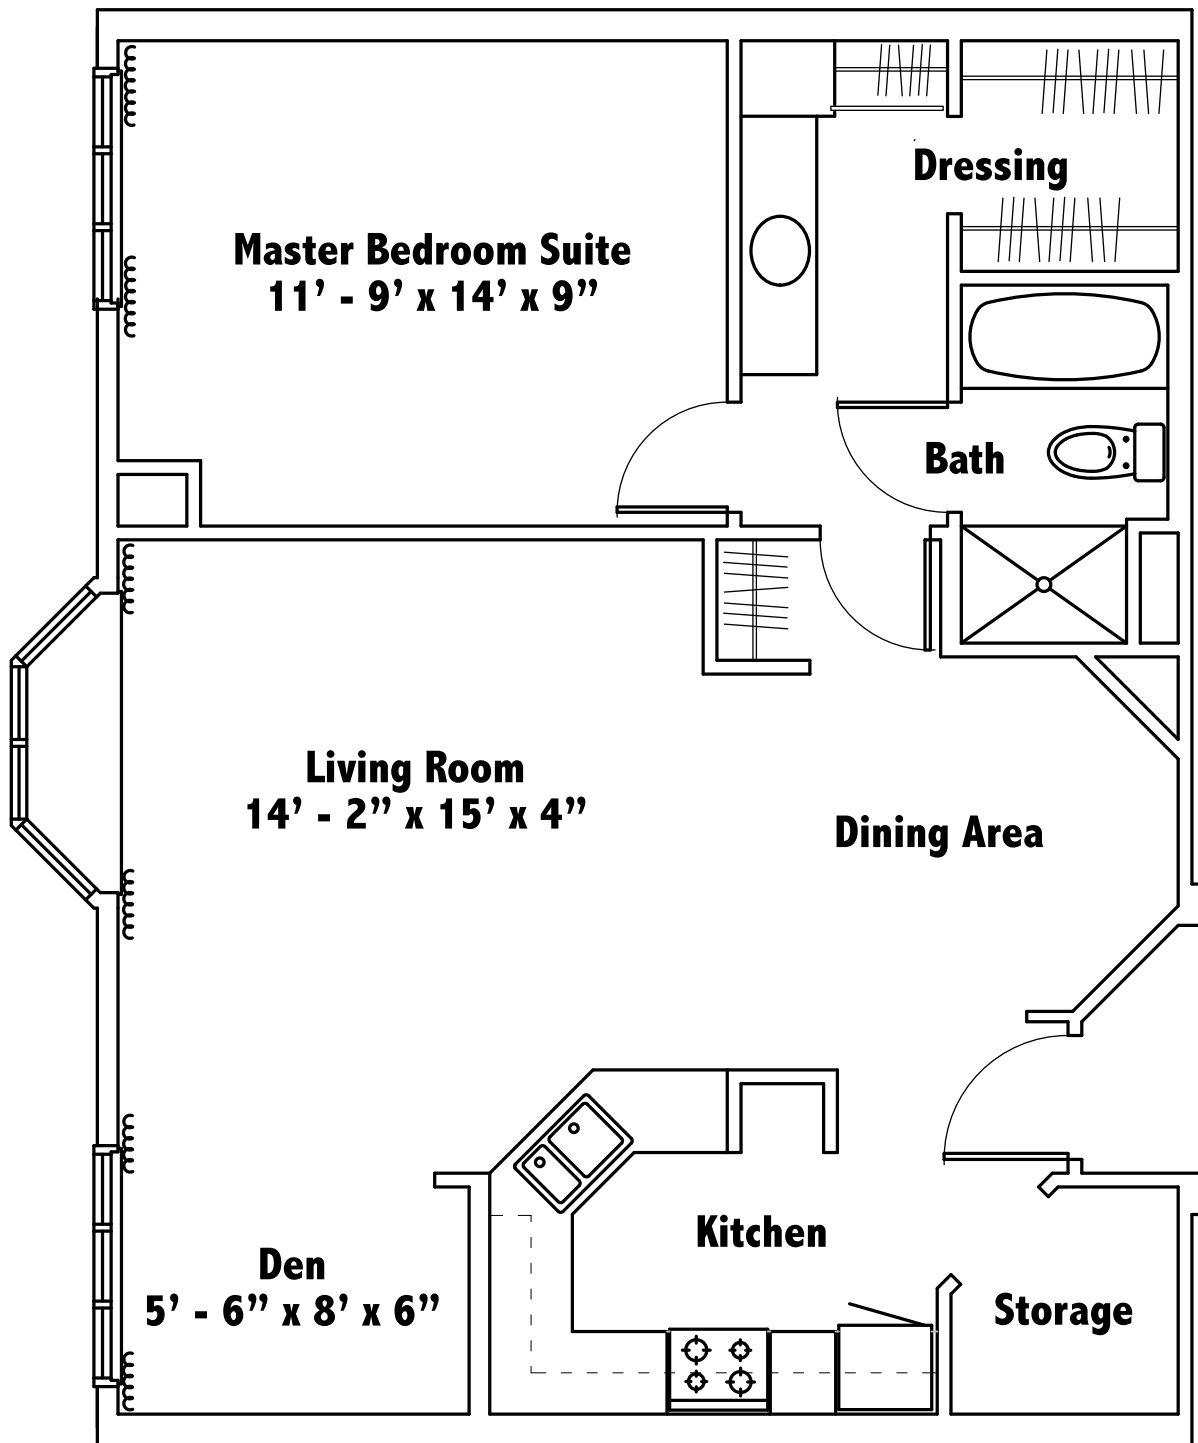 Dressing
Master Bedroom Suite
11’ - 9’ x 14’ x 9”
Bath
Living Room
14’ - 2” x 15’ x 4”
Dining Area
Kitchen
Den
5’ - 6” x 8’ x 6”
Storage